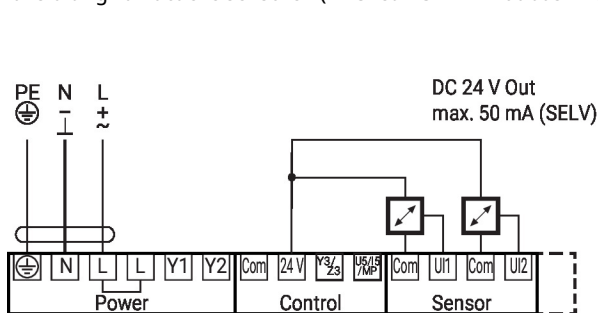 PE N L
DC 24 V Out
max. 50 mA (SELV)
N L L Y1 Y2 Com 24 V Y3/Z3 U5/I5/MP Com UI1 Com UI2
Power Control Sensor